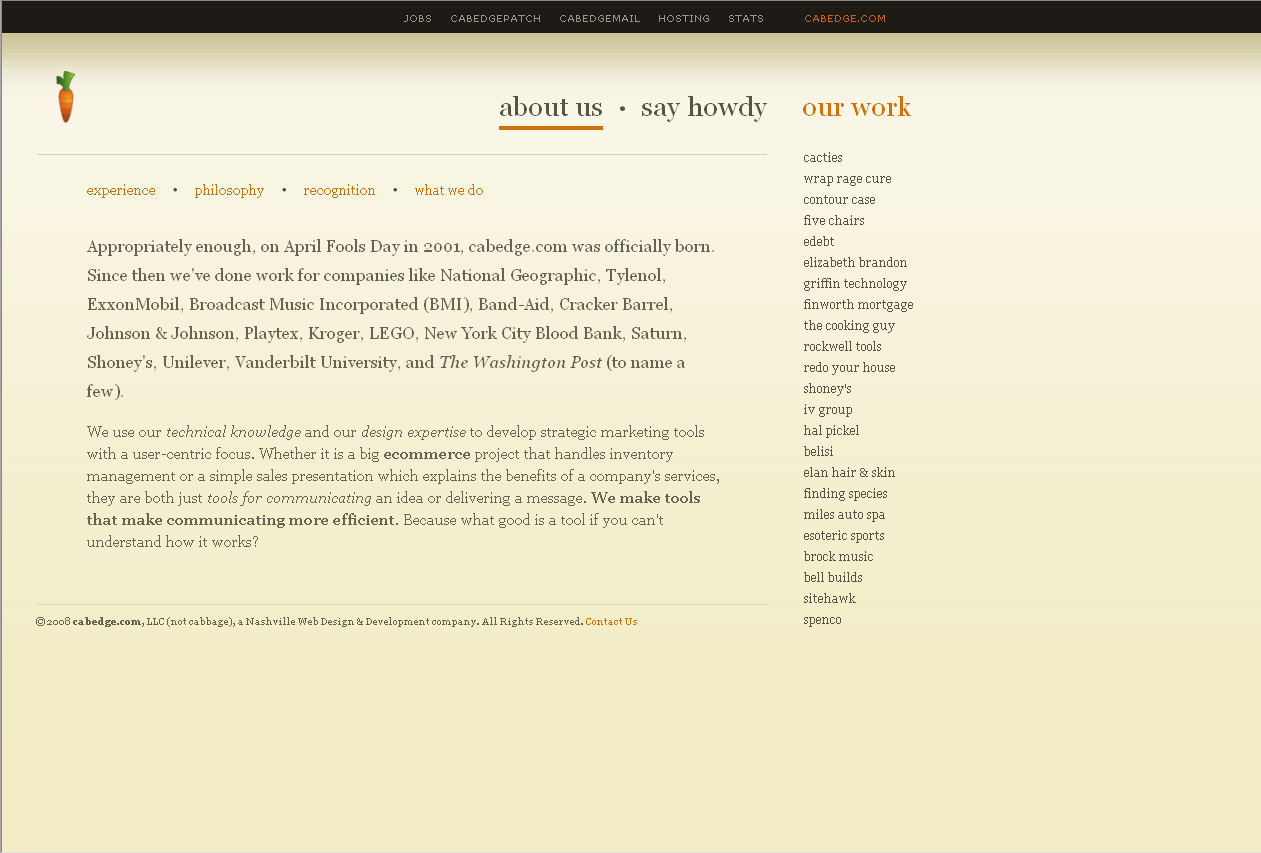 JOBS CABEDGEPATCH CABEDGEMAIL HOSTING STATS CABEDGE.COM
about us • say howdy
our work
experience • philosophy • recognition • what we do
Appropriately enough, on April Fools Day in 2001, cabedge.com was officially born.
Since then we've done work for companies like National Geographic, Tylenol,
ExxonMobil, Broadcast Music Incorporated (BMI), Band-Aid, Cracker Barrel,
Johnson & Johnson, Playtex, Kroger, LEGO, New York City Blood Bank, Saturn,
Shoney's, Unilever, Vanderbilt University, and The Washington Post (to name a
few).
We use our technical knowledge and our design expertise to develop strategic marketing tools
with a user-centric focus. Whether it is a big ecommerce project that handles inventory
management or a simple sales presentation which explains the benefits of a company's services,
they are both just tools for communicating an idea or delivering a message. We make tools
that make communicating more efficient. Because what good is a tool if you can't
understand how it works?
©2008 cabedge.com, LLC (not cabbage), a Nashville Web Design & Development company. All Rights Reserved. Contact Us
cacties
wrap rage cure
contour case
five chairs
edebt
elizabeth brandon
griffin technology
finworth mortgage
the cooking guy
rockwell tools
redo your house
shoney's
iv group
hal pickel
belisi
elan hair & skin
finding species
miles auto spa
esoteric sports
brock music
bell builds
sitehawk
spenco